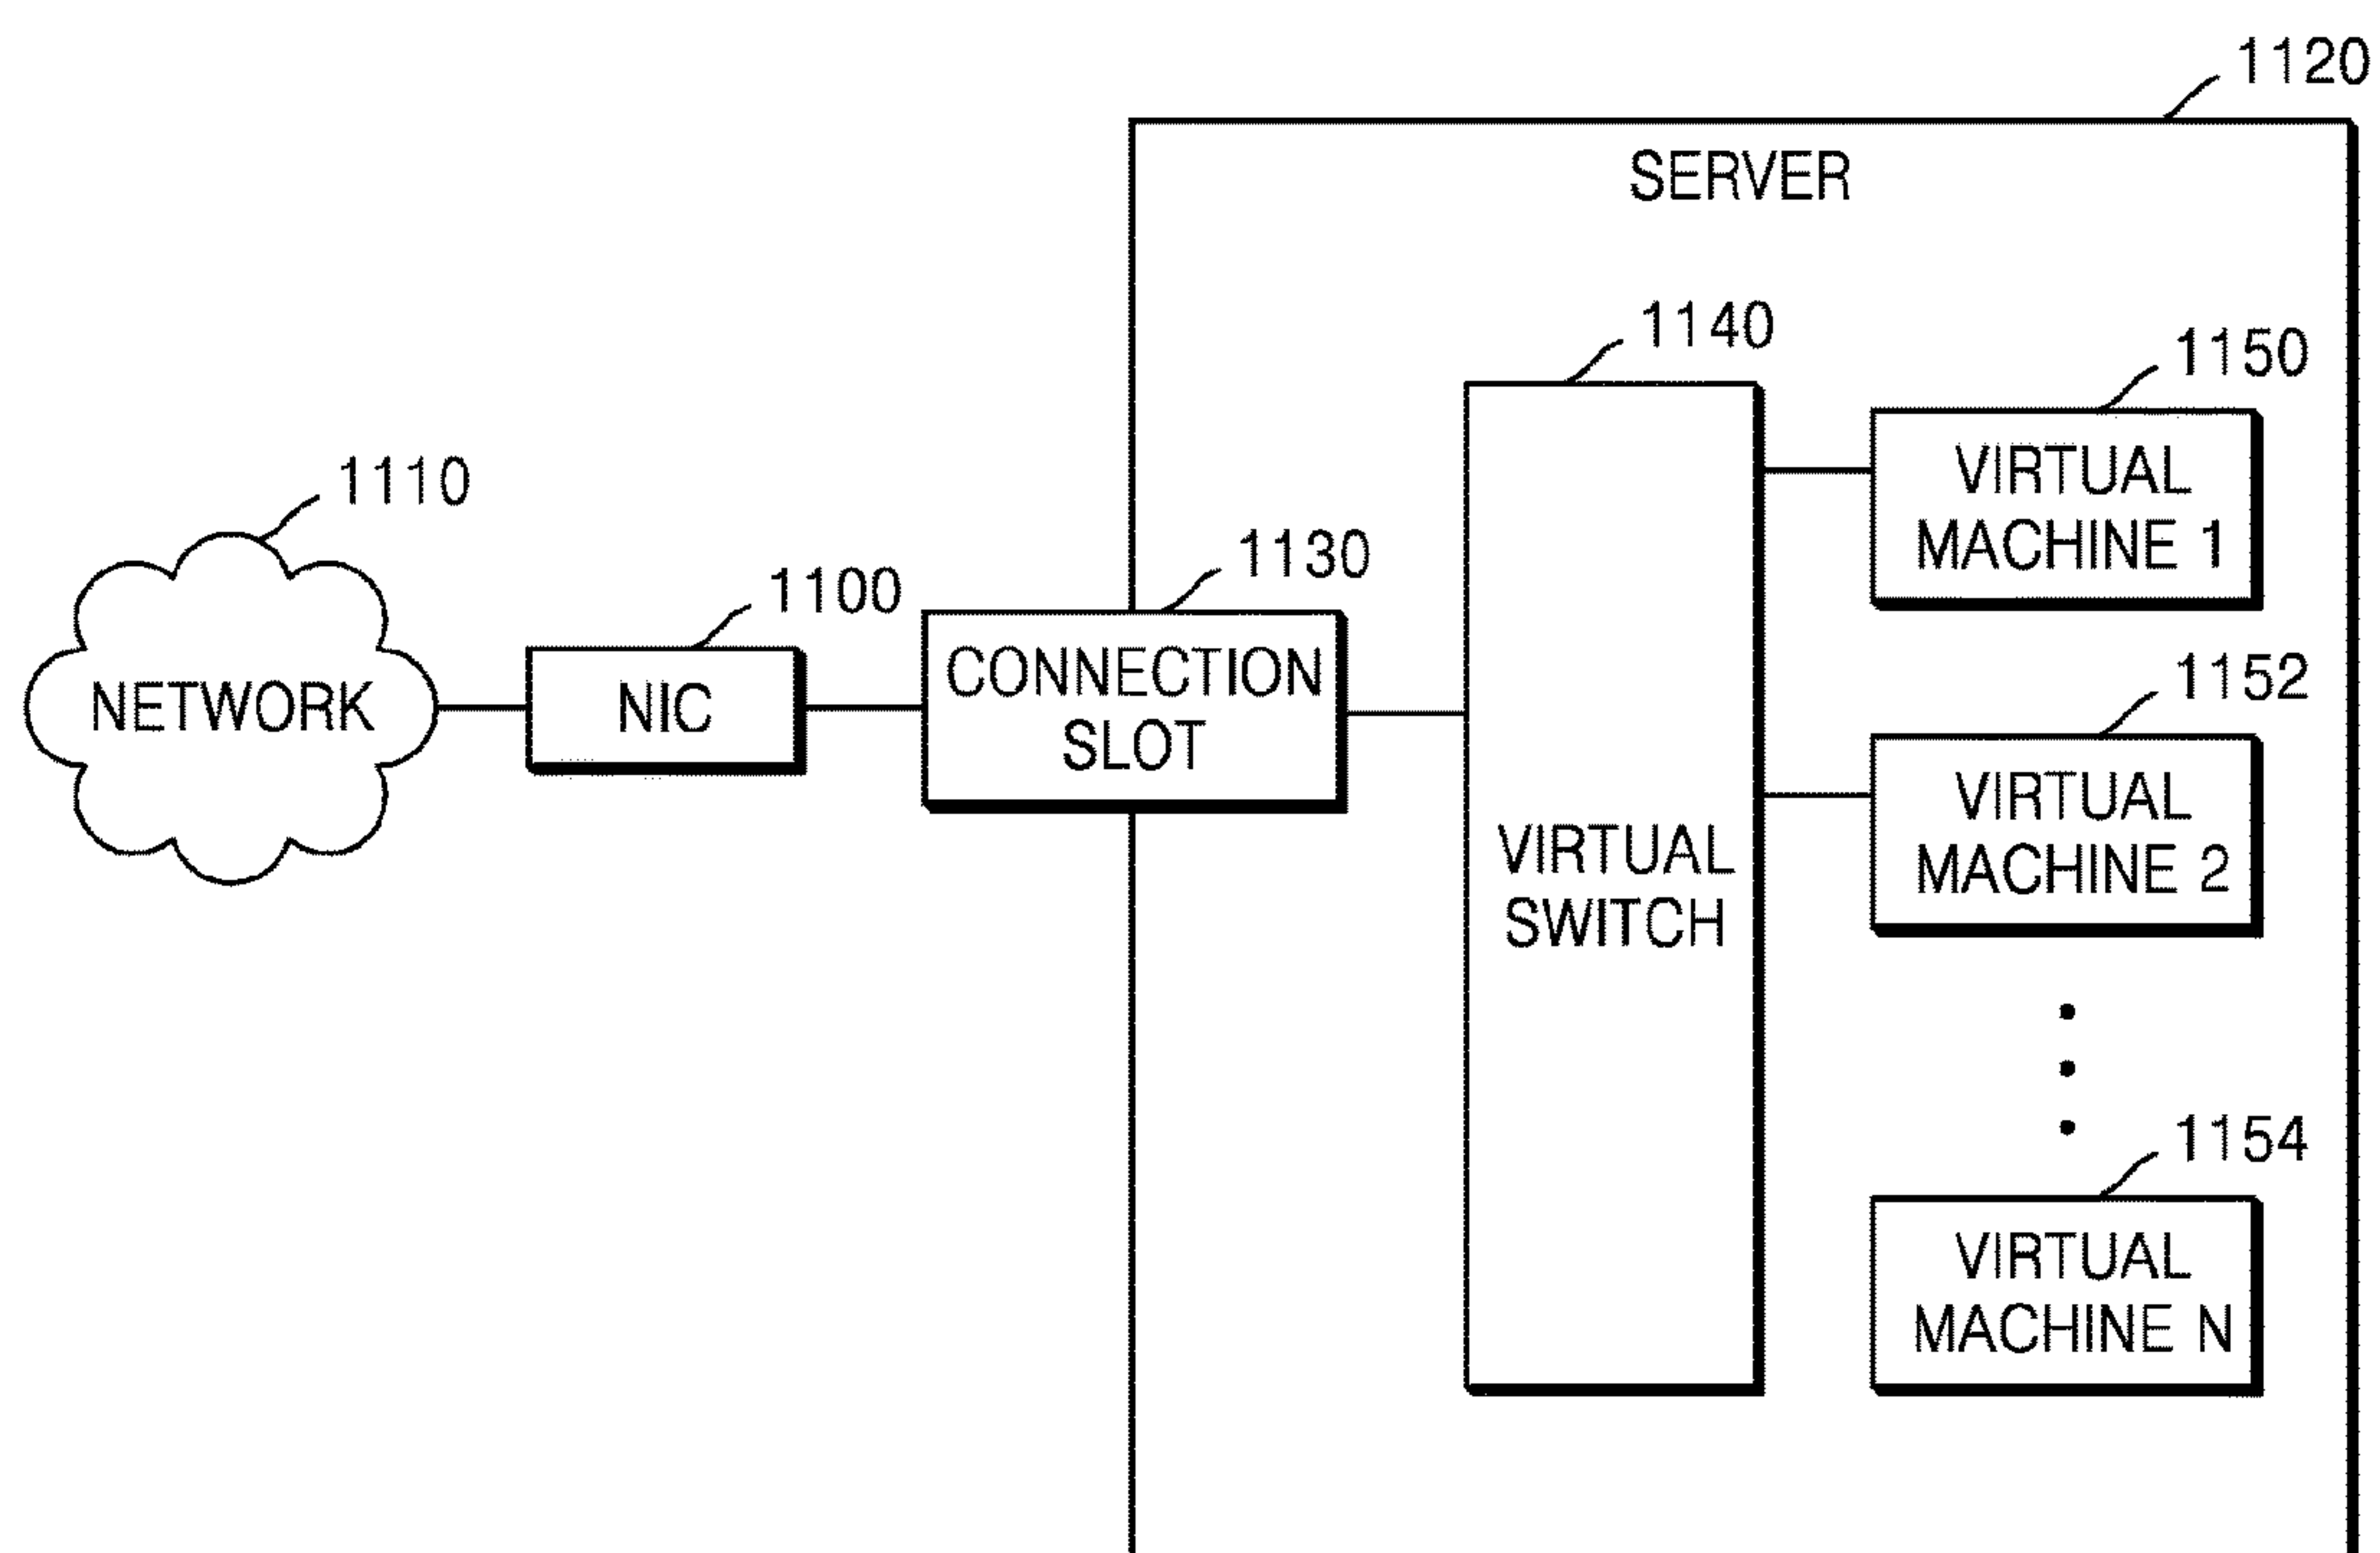 1120
SERVER
1140
1150
VIRTUAL
MACHINE 1
1110
1130
1100
CONNECTION
SLOT
NETWORK
NIC
1152
VIRTUAL
MACHINE 2
VIRTUAL
SWITCH
1154
VIRTUAL
MACHINE N